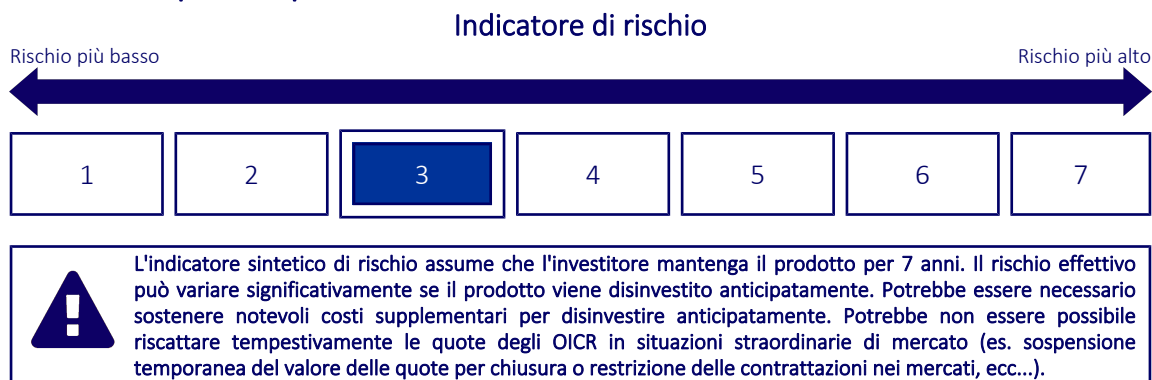 Indicatore di rischio
Rischio più basso
Rischio più alto
1 2 3 4 5 6 7
L'indicatore sintetico di rischio assume che l'investitore mantenga il prodotto per 7 anni. Il rischio effettivo
può variare significativamente se il prodotto viene disinvestito anticipatamente. Potrebbe essere necessario
sostenere notevoli costi supplementari per disinvestire anticipatamente. Potrebbe non essere possibile
riscattare tempestivamente le quote degli OICR in situazioni straordinarie di mercato (es. sospensione
temporanea del valore delle quote per chiusura o restrizione delle contrattazioni nei mercati, ecc...).